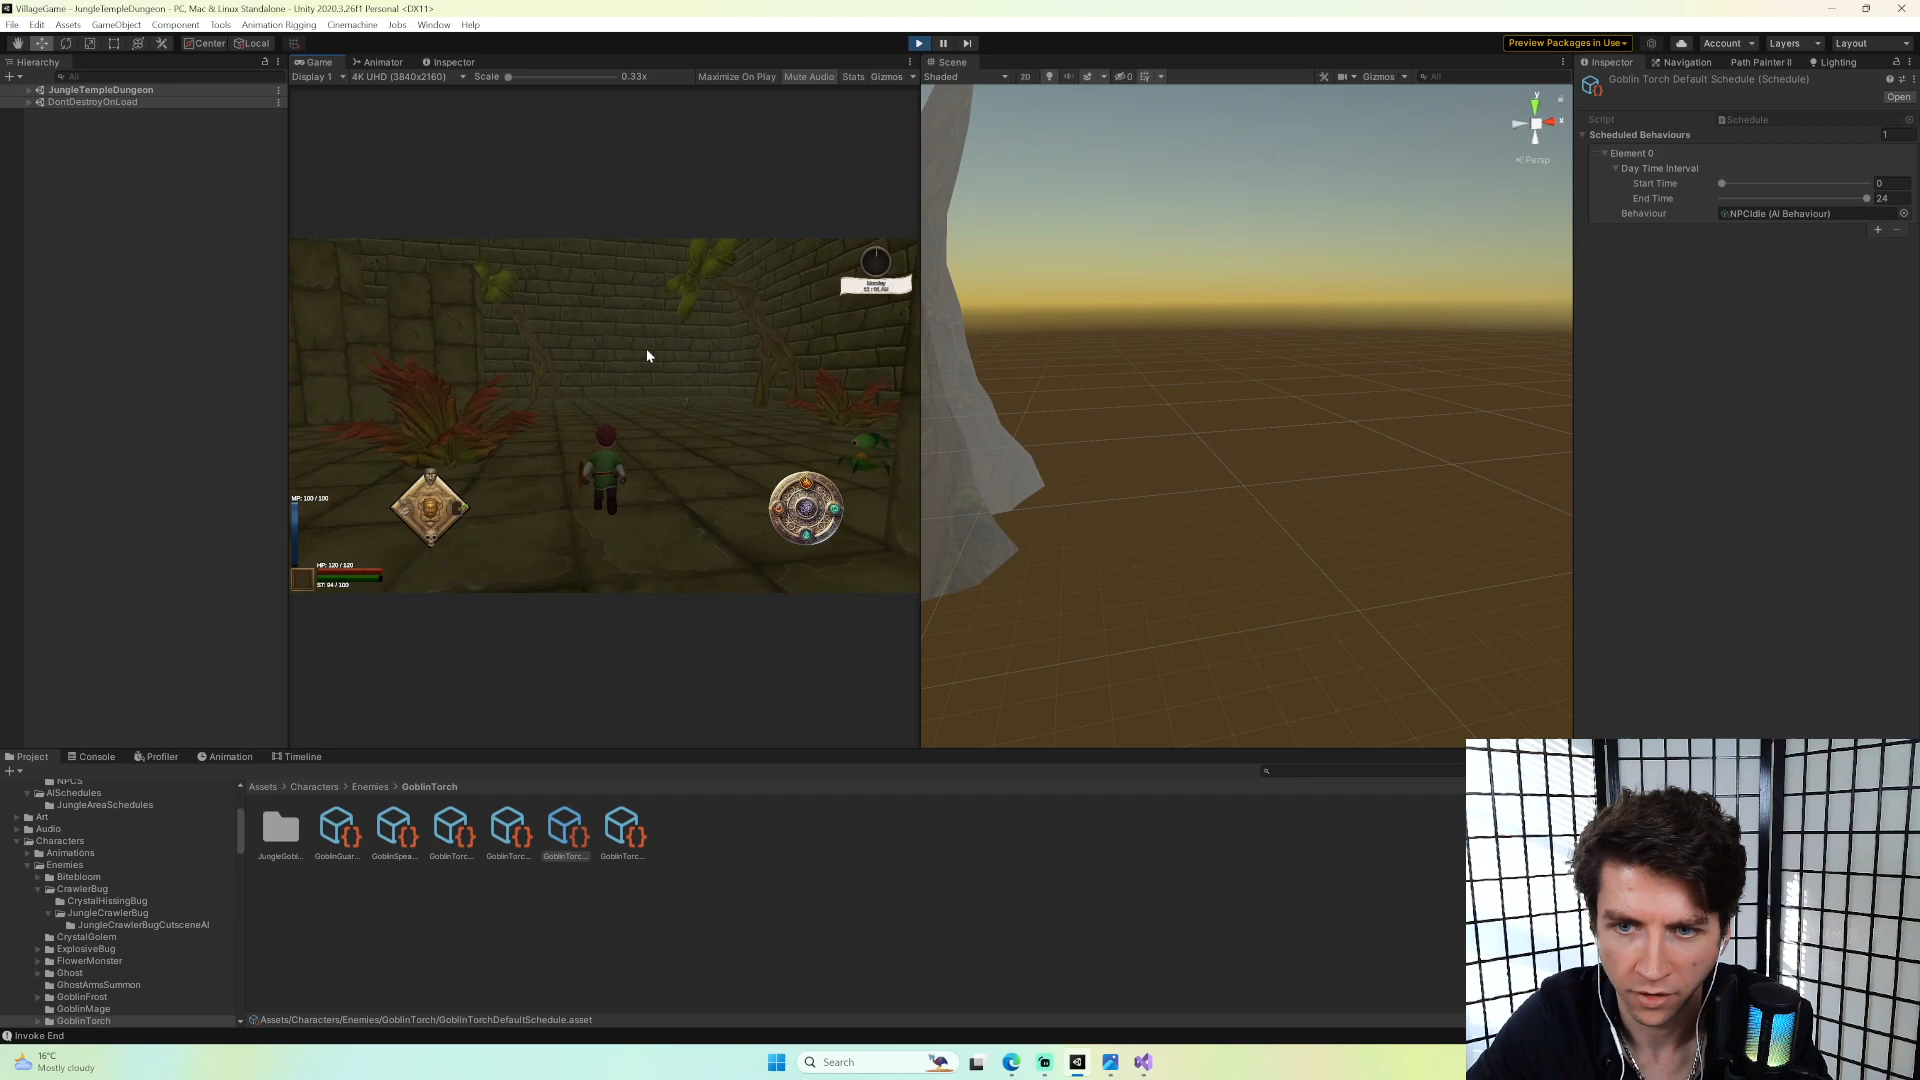 VillageGame - JungleTempleDungeon - PC, Mac & Linux Standalone - Unity 2020.3.26f1 Personal <DX11>
File Edit Assets GameObject Component Tools Animation Rigging Cinemachine Jobs Window Help
Center Local Preview Packages in Use Account Layers Layout
Hierarchy
All
JungleTempleDungeon
DontDestroyOnLoad
Game Animator Inspector
Display 1 4K UHD (3840x2160) Scale 0.33x Maximize On Play Mute Audio Stats Gizmos
Monday
MP: 100 / 100
HP: 120 / 120
ST: 94 / 100
Scene
Shaded 2D 0 Gizmos All
y
x
Persp
Inspector Navigation Path Painter II Lighting
Goblin Torch Default Schedule (Schedule)
Open
Script Schedule
Scheduled Behaviours 1
Element 0
Day Time Interval
Start Time 0
End Time 24
Behaviour NPCIdle (AI Behaviour)
Project Console Profiler Animation Timeline
NPCS
AISchedules
JungleAreaSchedules
Art
Audio
Characters
Animations
Enemies
Bitebloom
CrawlerBug
CrystalHissingBug
JungleCrawlerBug
JungleCrawlerBugCutsceneAI
CrystalGolem
ExplosiveBug
FlowerMonster
Ghost
GhostArmsSummon
GoblinFrost
GoblinMage
GoblinTorch
Assets > Characters > Enemies > GoblinTorch
JungleGobl... GoblinGuar... GoblinSpea... GoblinTorc... GoblinTorc... GoblinTorc... GoblinTorc...
Assets/Characters/Enemies/GoblinTorch/GoblinTorchDefaultSchedule.asset
Invoke End
16°C
Mostly cloudy
Search